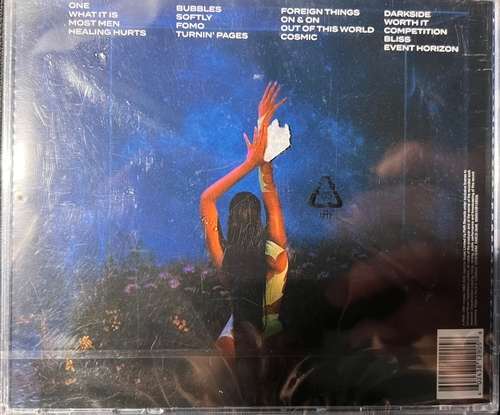 ONE
WHAT IT IS
MOST MEN
HEALING HURTS
BUBBLES
SOFTLY
FOMO
TURNIN' PAGES
FOREIGN THINGS
ON & ON
OUT OF THIS WORLD
COSMIC
DARKSIDE
WORTH IT
COMPETITION
BLISS
EVENT HORIZON